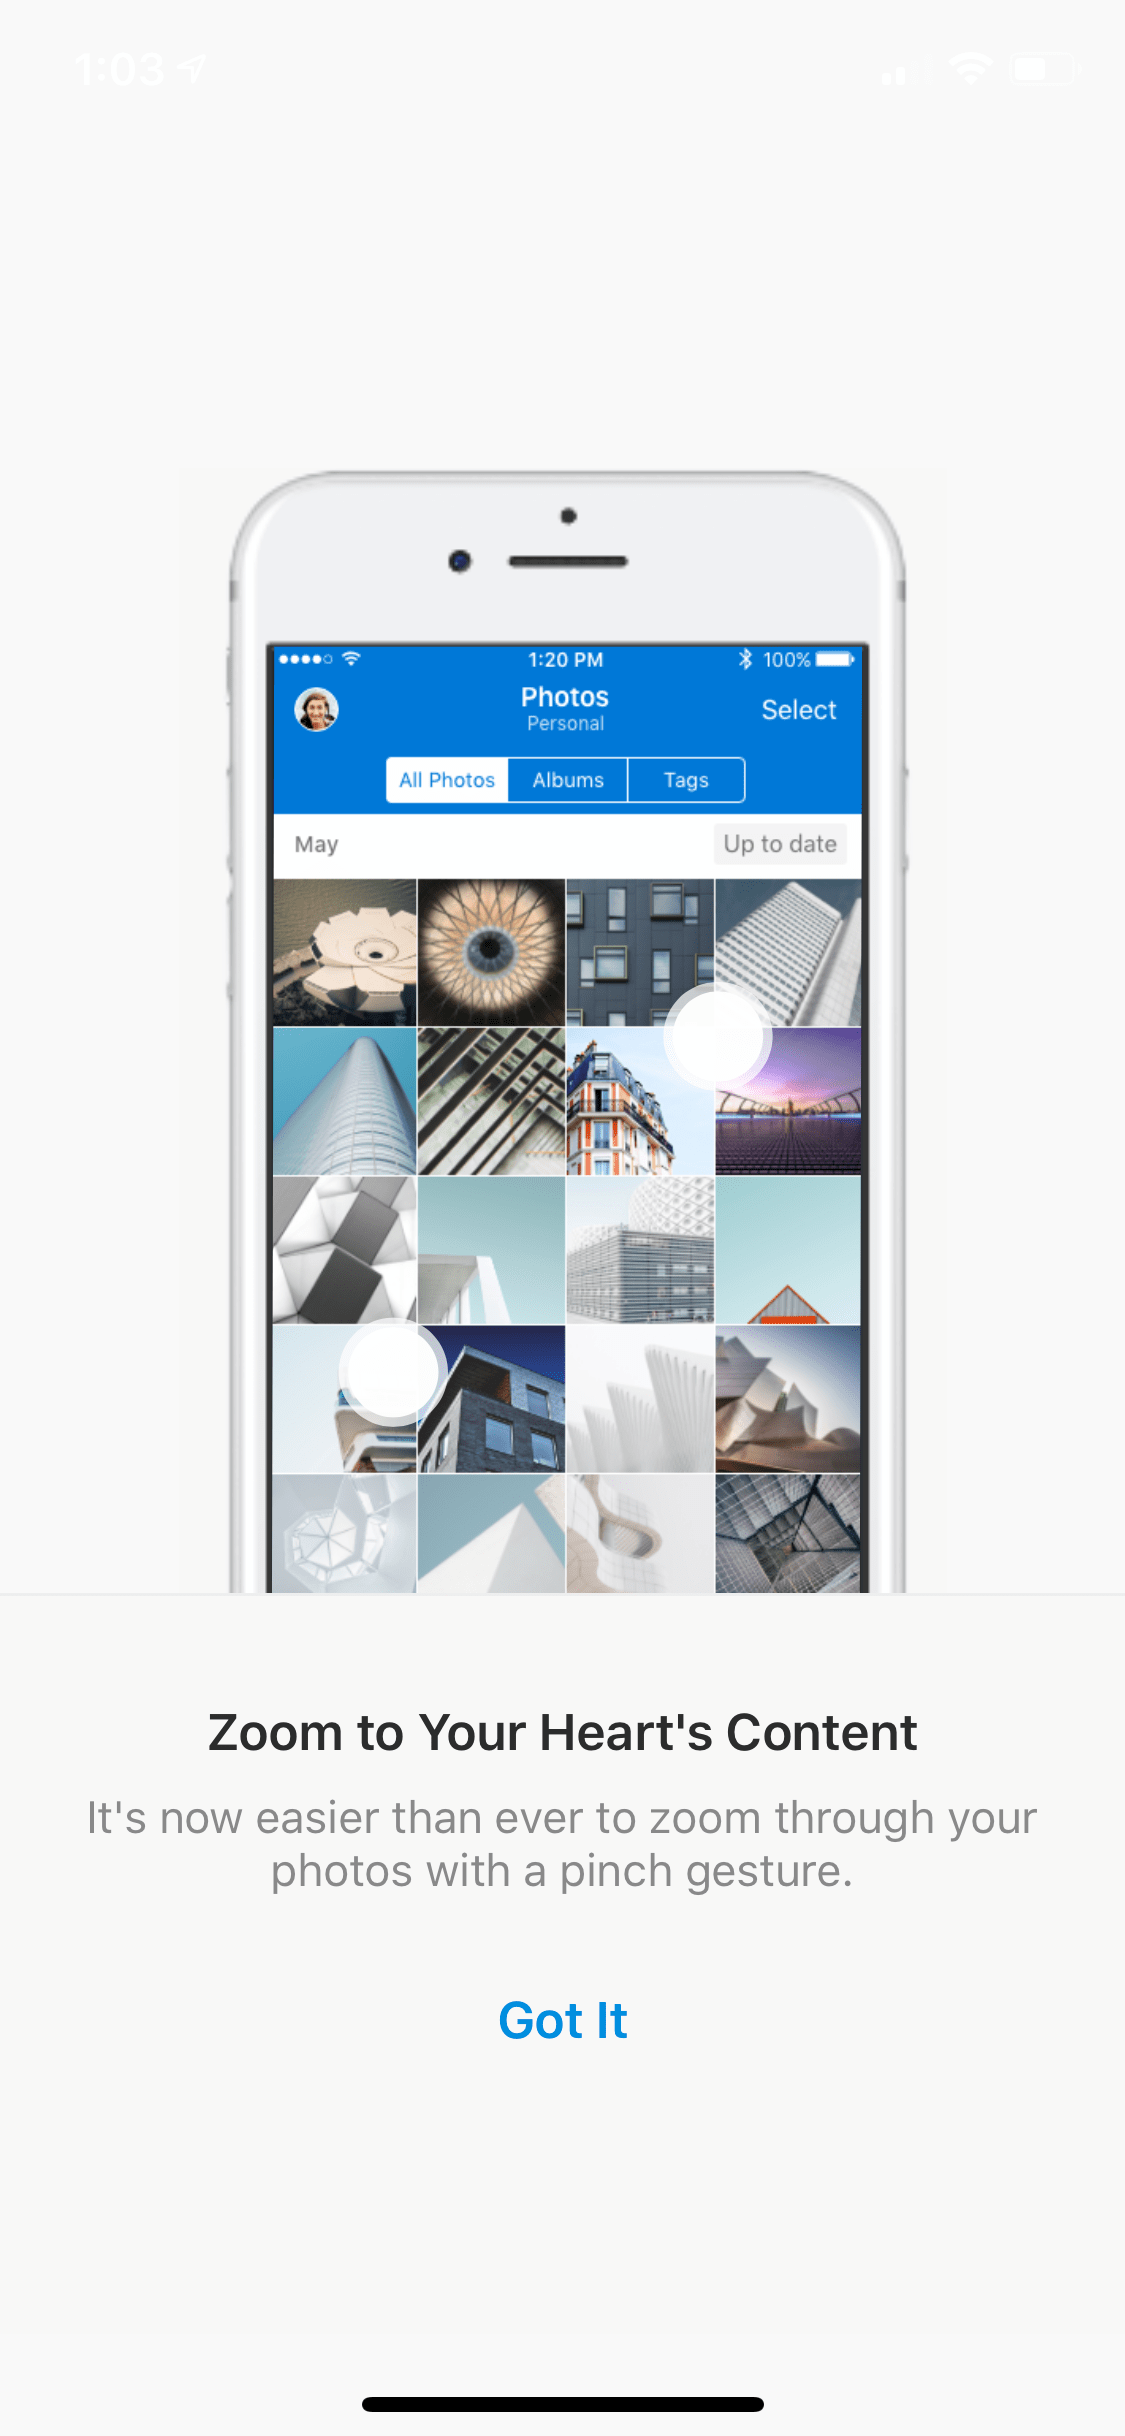 1:03
1:20 PM
100%
Photos
Personal
Select
All Photos Albums Tags
May
Up to date
Zoom to Your Heart's Content
It's now easier than ever to zoom through your
photos with a pinch gesture.
Got It